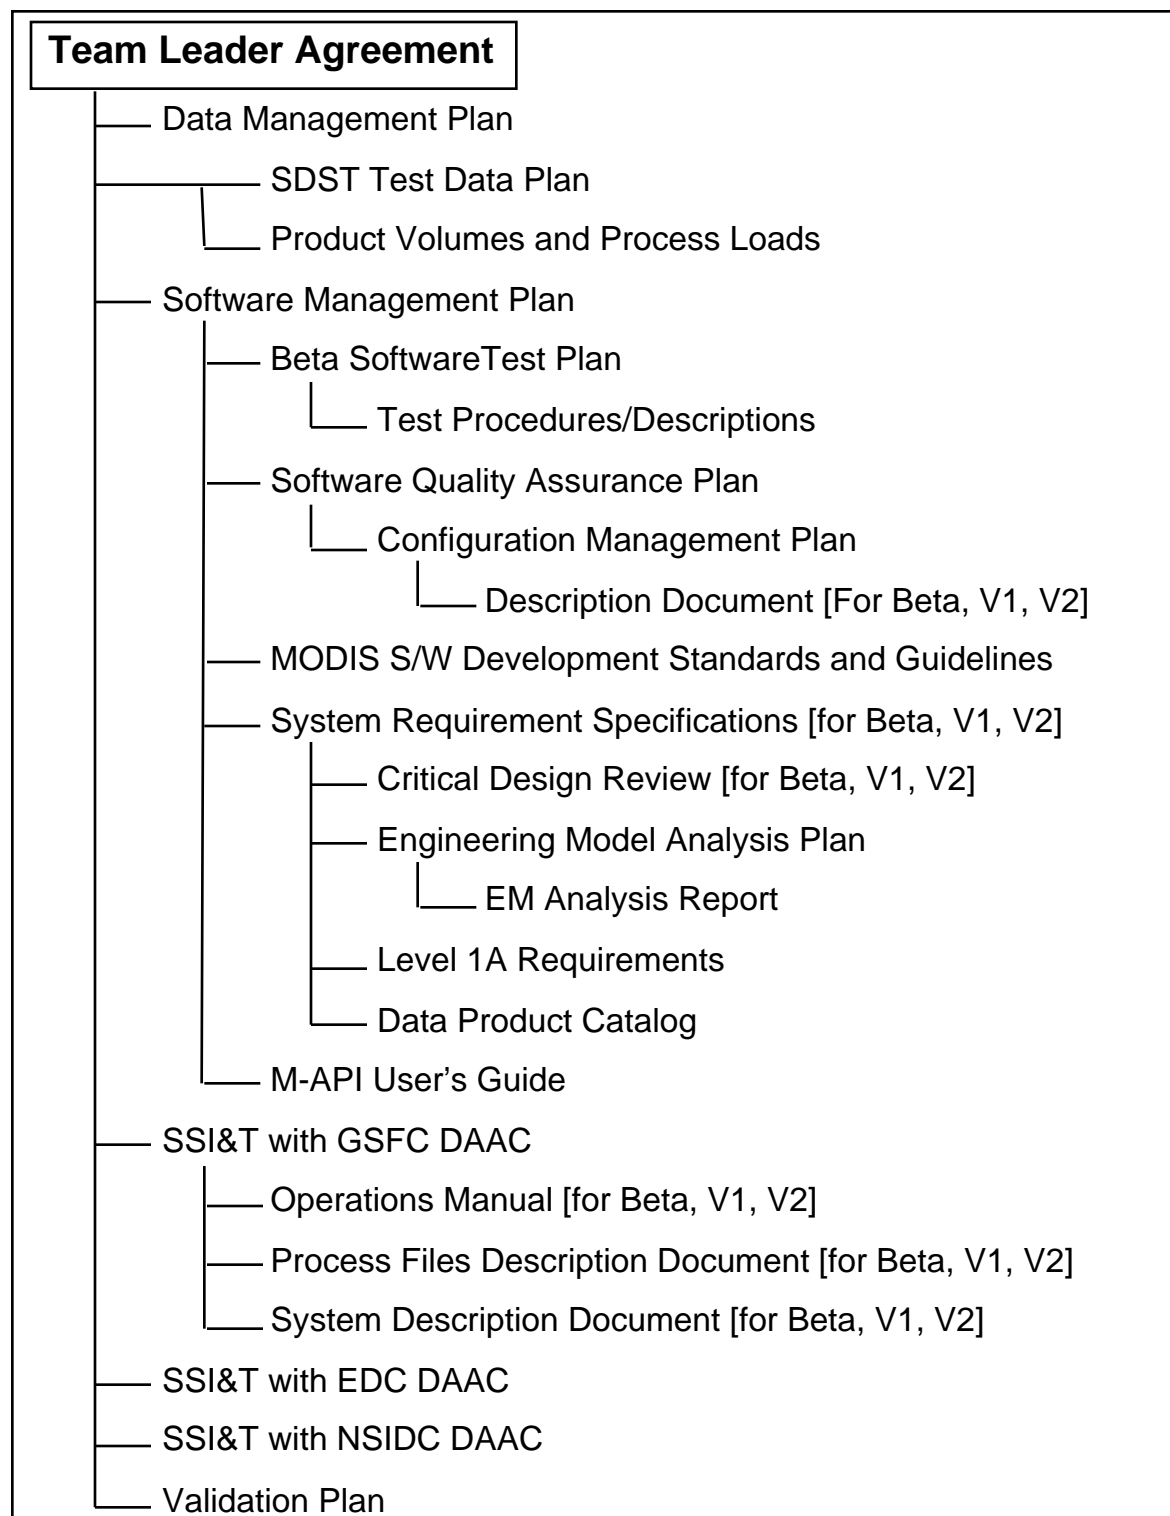 Team Leader Agreement
Data Management Plan
SDST Test Data Plan
Product Volumes and Process Loads
Software Management Plan
Beta SoftwareTest Plan
Test Procedures/Descriptions
Software Quality Assurance Plan
Configuration Management Plan
Description Document [For Beta, V1, V2]
MODIS S/W Development Standards and Guidelines
System Requirement Specifications [for Beta, V1, V2]
Critical Design Review [for Beta, V1, V2]
Engineering Model Analysis Plan
EM Analysis Report
Level 1A Requirements
Data Product Catalog
M-API User’s Guide
SSI&T with GSFC DAAC
Operations Manual [for Beta, V1, V2]
Process Files Description Document [for Beta, V1, V2]
System Description Document [for Beta, V1, V2]
SSI&T with EDC DAAC
SSI&T with NSIDC DAAC
Validation Plan